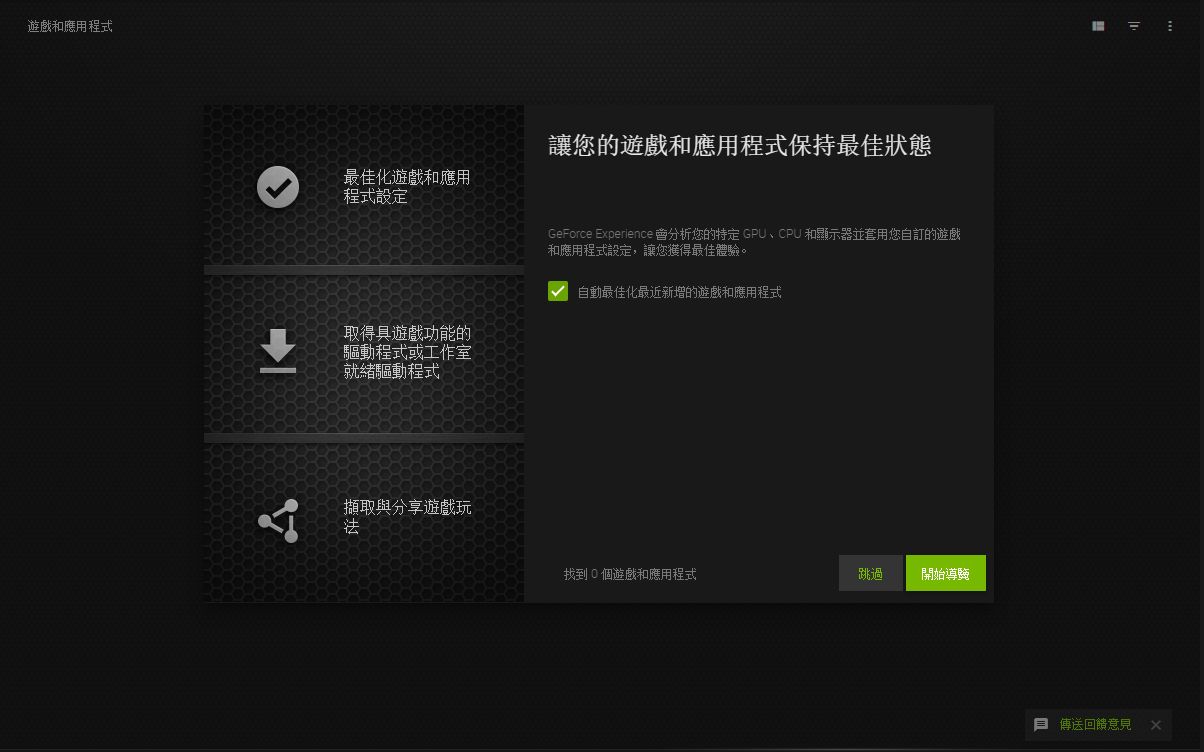 遊戲和應用程式
最佳化遊戲和應用
程式設定
取得具遊戲功能的
驅動程式或工作室
就緒驅動程式
擷取與分享遊戲玩
法
讓您的遊戲和應用程式保持最佳狀態
GeForce Experience 會分析您的特定 GPU、CPU 和顯示器並套用您自訂的遊戲
和應用程式設定，讓您獲得最佳體驗。
自動最佳化最近新增的遊戲和應用程式
找到 0 個遊戲和應用程式
跳過
開始導覽
傳送回饋意見